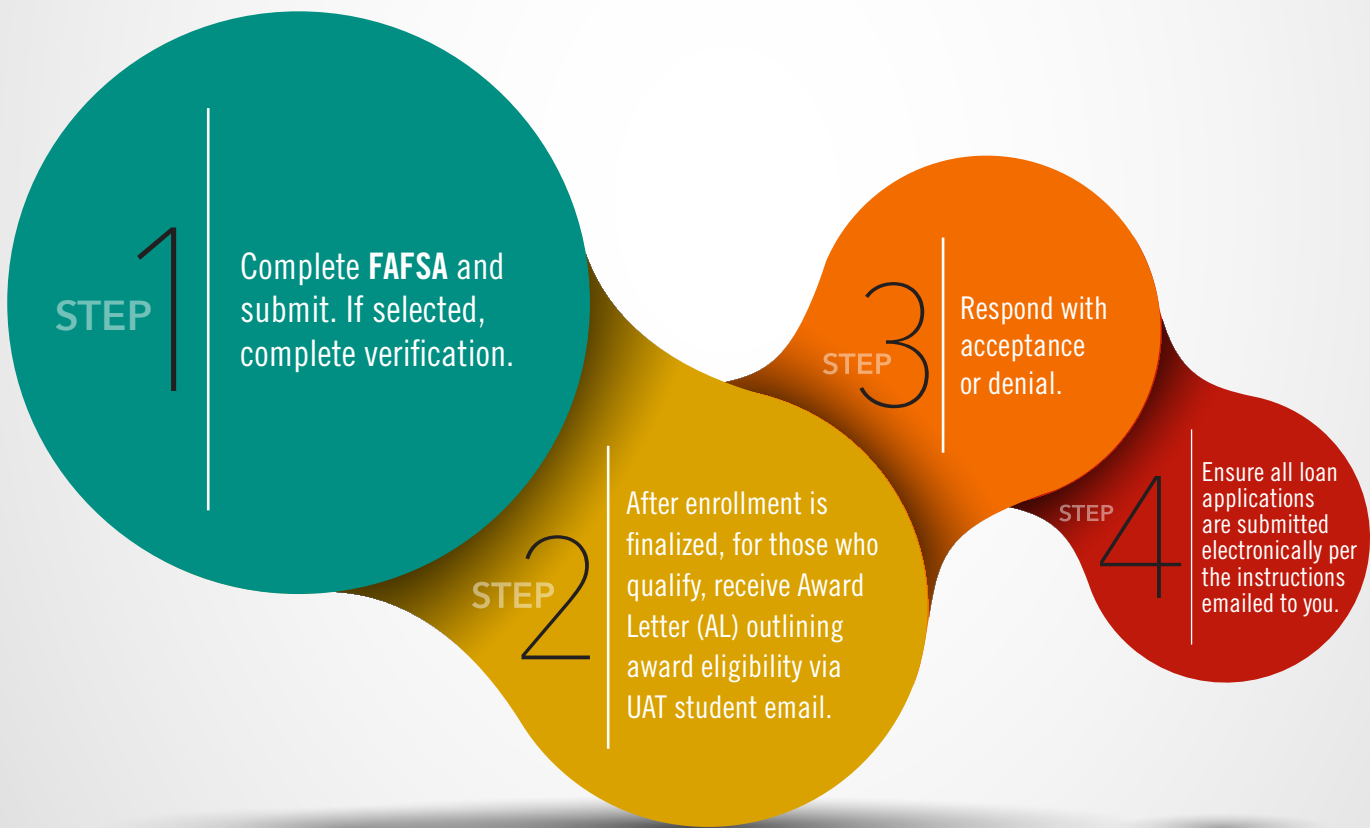 STEP 1
Complete FAFSA and
submit. If selected,
complete verification.
STEP 2
After enrollment is
finalized, for those who
qualify, receive Award
Letter (AL) outlining
award eligibility via
UAT student email.
STEP 3
Respond with
acceptance
or denial.
STEP 4
Ensure all loan
applications
are submitted
electronically per
the instructions
emailed to you.